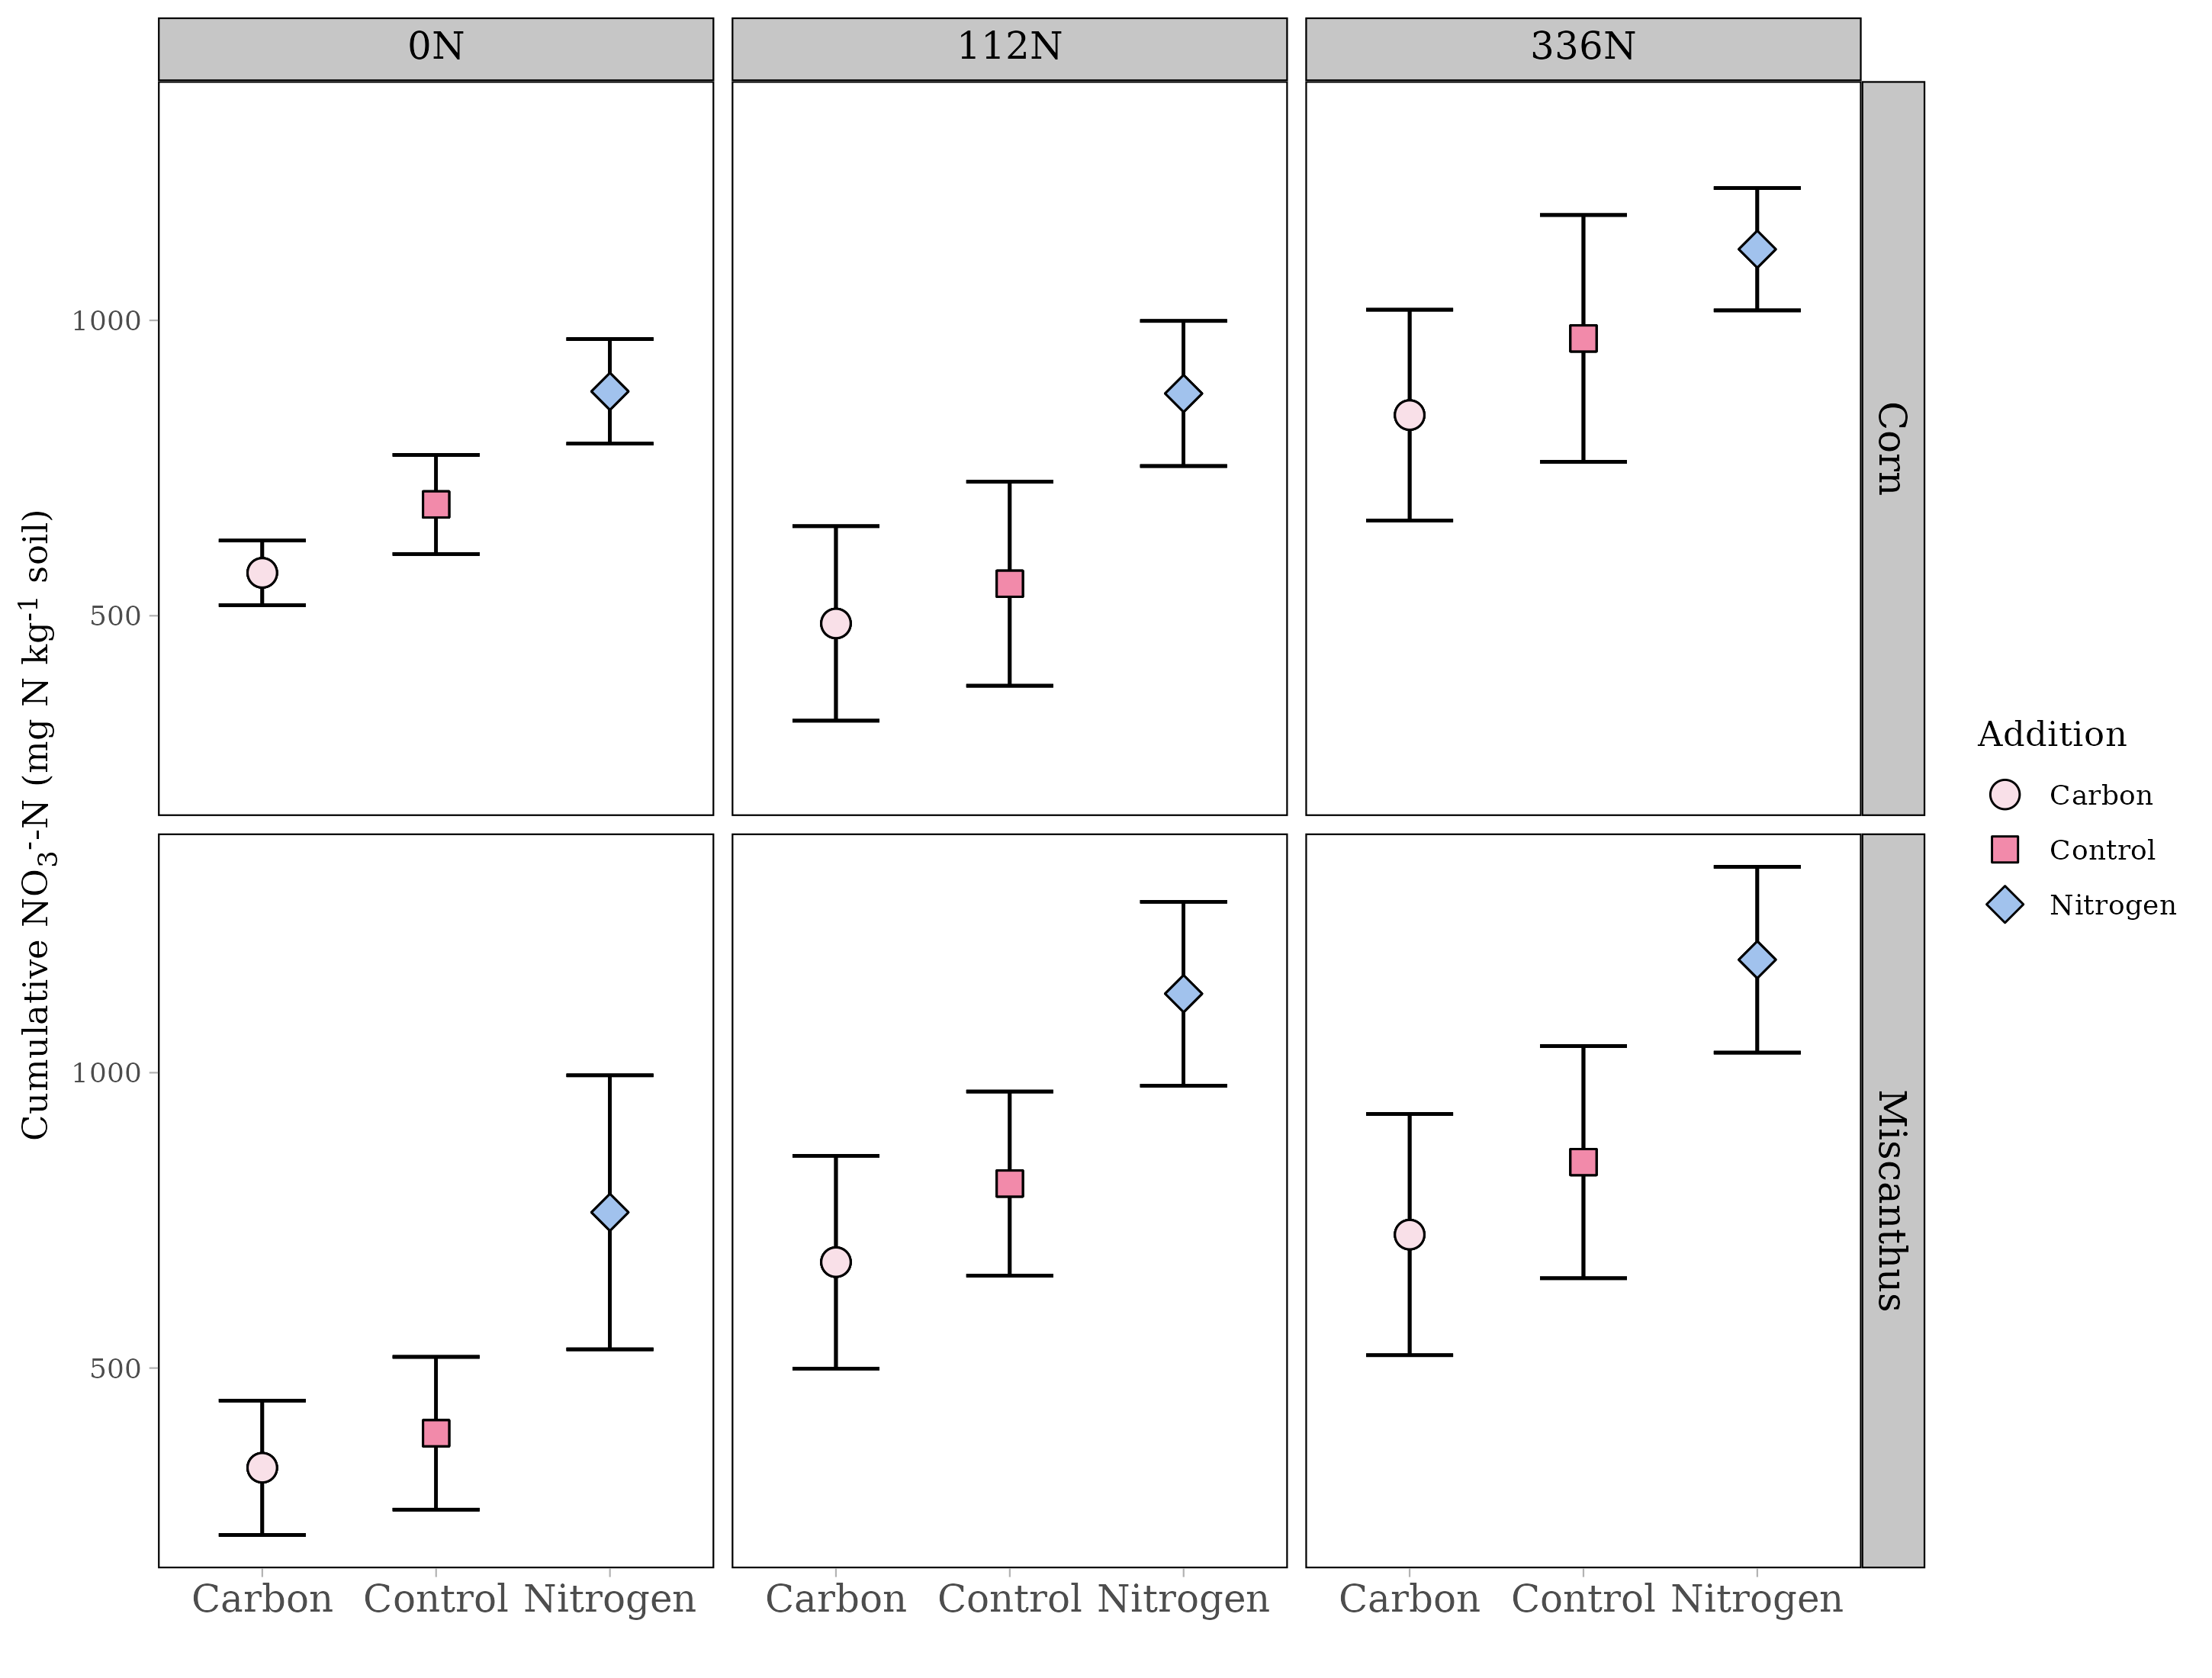 0N
112N
336N
Corn
Miscanthus
Cumulative NO₃⁻-N (mg N kg⁻¹ soil)
1000
500
1000
500
Carbon Control Nitrogen
Carbon Control Nitrogen
Carbon Control Nitrogen
Addition
Carbon
Control
Nitrogen